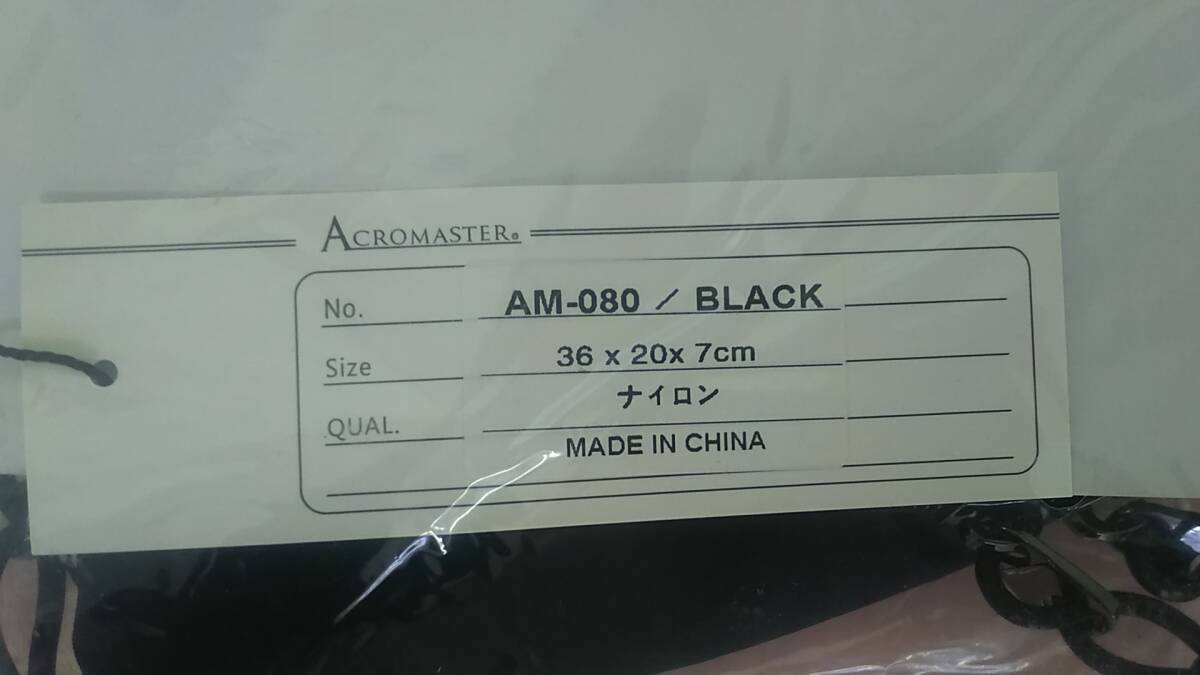 ACROMASTER®
No. AM-080 / BLACK
Size 36 x 20x 7cm
QUAL. ナイロン
MADE IN CHINA